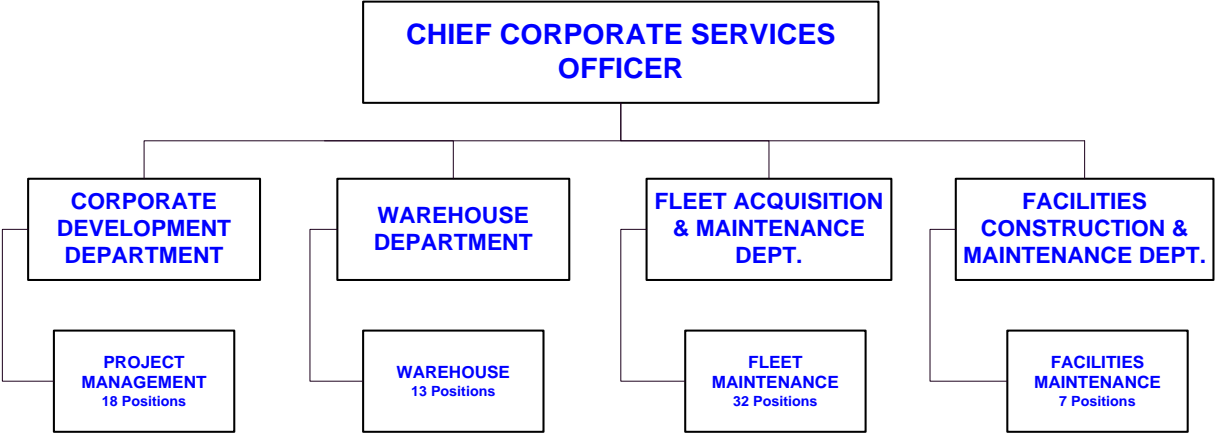 CHIEF CORPORATE SERVICES
OFFICER
CORPORATE
DEVELOPMENT
DEPARTMENT
WAREHOUSE
DEPARTMENT
FLEET ACQUISITION
& MAINTENANCE
DEPT.
FACILITIES
CONSTRUCTION &
MAINTENANCE DEPT.
PROJECT
MANAGEMENT
18 Positions
WAREHOUSE
13 Positions
FLEET
MAINTENANCE
32 Positions
FACILITIES
MAINTENANCE
7 Positions